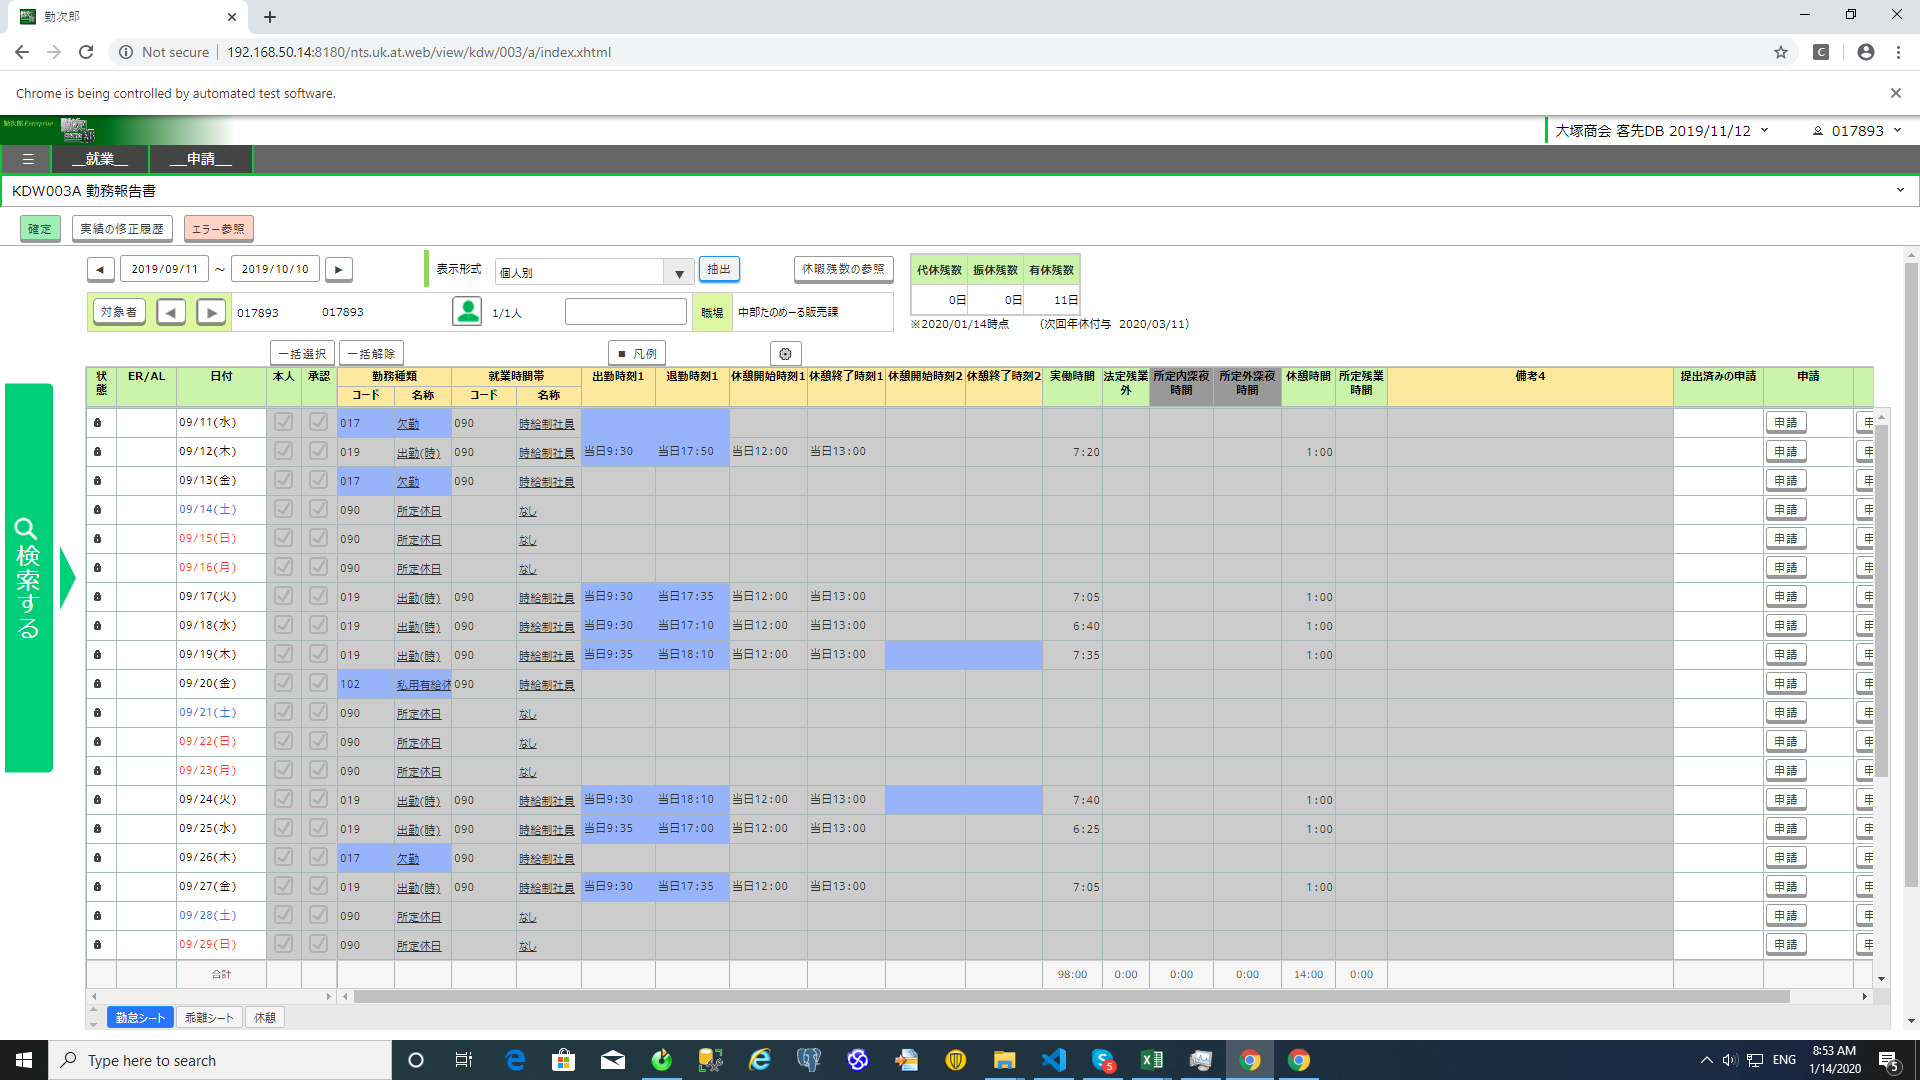 勤次郎
Not secure
192.168.50.14:8180/nts.uk.at.web/view/kdw/003/a/index.xhtml
Chrome is being controlled by automated test software.
勤次郎 Enterprise
大塚商会 客先DB 2019/11/12
017893
__就業__ __申請__
KDW003A 勤務報告書
確定 実績の修正履歴 エラー参照
◀ 2019/09/11 ～ 2019/10/10 ▶ 表示形式 個人別 ▼ 抽出 休暇残数の参照
代休残数 振休残数 有休残数
0日 0日 11日
※2020/01/14時点 (次回年休付与 2020/03/11)
対象者 ◀ ▶ 017893 017893 1/1人 職場 中部たのめーる販売課
一括選択 一括解除 ■ 凡例
状態 ER/AL 日付 本人 承認 勤務種類 就業時間帯 出勤時刻1 退勤時刻1 休憩開始時刻1 休憩終了時刻1 休憩開始時刻2 休憩終了時刻2 実働時間 法定残業外 所定内深夜時間 所定外深夜時間 休憩時間 所定残業時間 備考4 提出済みの申請 申請
コード 名称 コード 名称
09/11(水) 017 欠勤 090 時給制社員 申請 申
09/12(木) 019 出勤(時) 090 時給制社員 当日9:30 当日17:50 当日12:00 当日13:00 7:20 1:00 申請 申
09/13(金) 017 欠勤 090 時給制社員 申請 申
09/14(土) 090 所定休日 なし 申請 申
09/15(日) 090 所定休日 なし 申請 申
09/16(月) 090 所定休日 なし 申請 申
09/17(火) 019 出勤(時) 090 時給制社員 当日9:30 当日17:35 当日12:00 当日13:00 7:05 1:00 申請 申
09/18(水) 019 出勤(時) 090 時給制社員 当日9:30 当日17:10 当日12:00 当日13:00 6:40 1:00 申請 申
09/19(木) 019 出勤(時) 090 時給制社員 当日9:35 当日18:10 当日12:00 当日13:00 7:35 1:00 申請 申
09/20(金) 102 私用有給休 090 時給制社員 申請 申
09/21(土) 090 所定休日 なし 申請 申
09/22(日) 090 所定休日 なし 申請 申
09/23(月) 090 所定休日 なし 申請 申
09/24(火) 019 出勤(時) 090 時給制社員 当日9:30 当日18:10 当日12:00 当日13:00 7:40 1:00 申請 申
09/25(水) 019 出勤(時) 090 時給制社員 当日9:35 当日17:00 当日12:00 当日13:00 6:25 1:00 申請 申
09/26(木) 017 欠勤 090 時給制社員 申請 申
09/27(金) 019 出勤(時) 090 時給制社員 当日9:30 当日17:35 当日12:00 当日13:00 7:05 1:00 申請 申
09/28(土) 090 所定休日 なし 申請 申
09/29(日) 090 所定休日 なし 申請 申
合計 98:00 0:00 0:00 0:00 14:00 0:00
勤怠シート 乖離シート 休憩
検索する
Type here to search
5
ENG
8:53 AM
1/14/2020
5